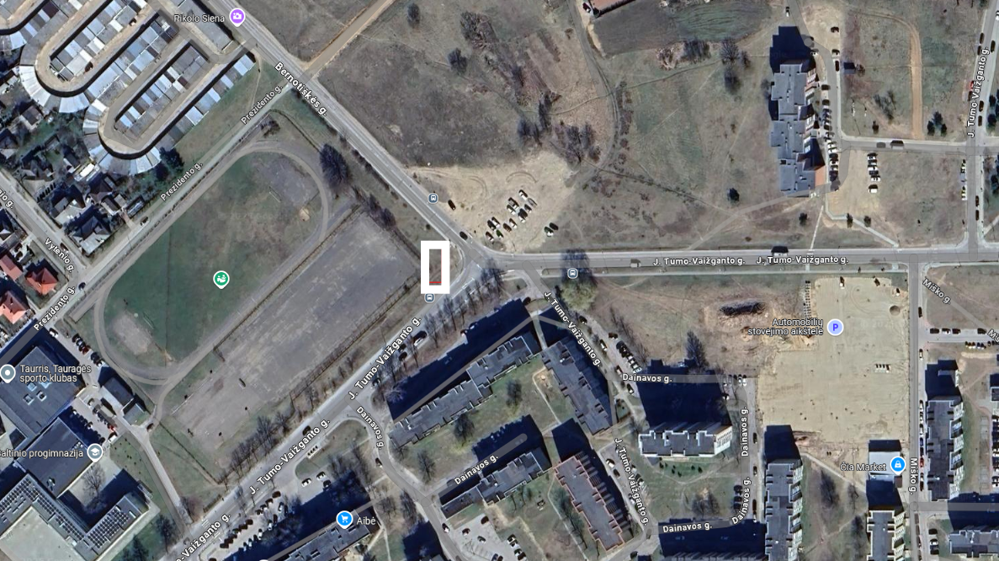 Pikolo Siena
Bernotiškės g.
Prezidento g.
J. Tumo-Vaižganto g.
Prezidento g.
Vytenio g.
J. Tumo-Vaižganto g.
J., Tumo-Vaižganto g.
Miško g.
Prezidento g.
J. Tumo-Vaižganto g.
Automobilių
stovėjimo aikštelė
P
J. Tumo-Vaižganto g.
Taurris, Tauragės
sporto klubas
Dainavos g.
Dainavos g.
Dainavos g.
J. Tumo-Vaižganto g.
altinio progimnazija
Dainavos g.
J. Tumo-Vaižganto g.
Čia Market
Miško g.
Dainavos g.
Aibė
Dainavos g.
J. Tumo-Vaižganto g.